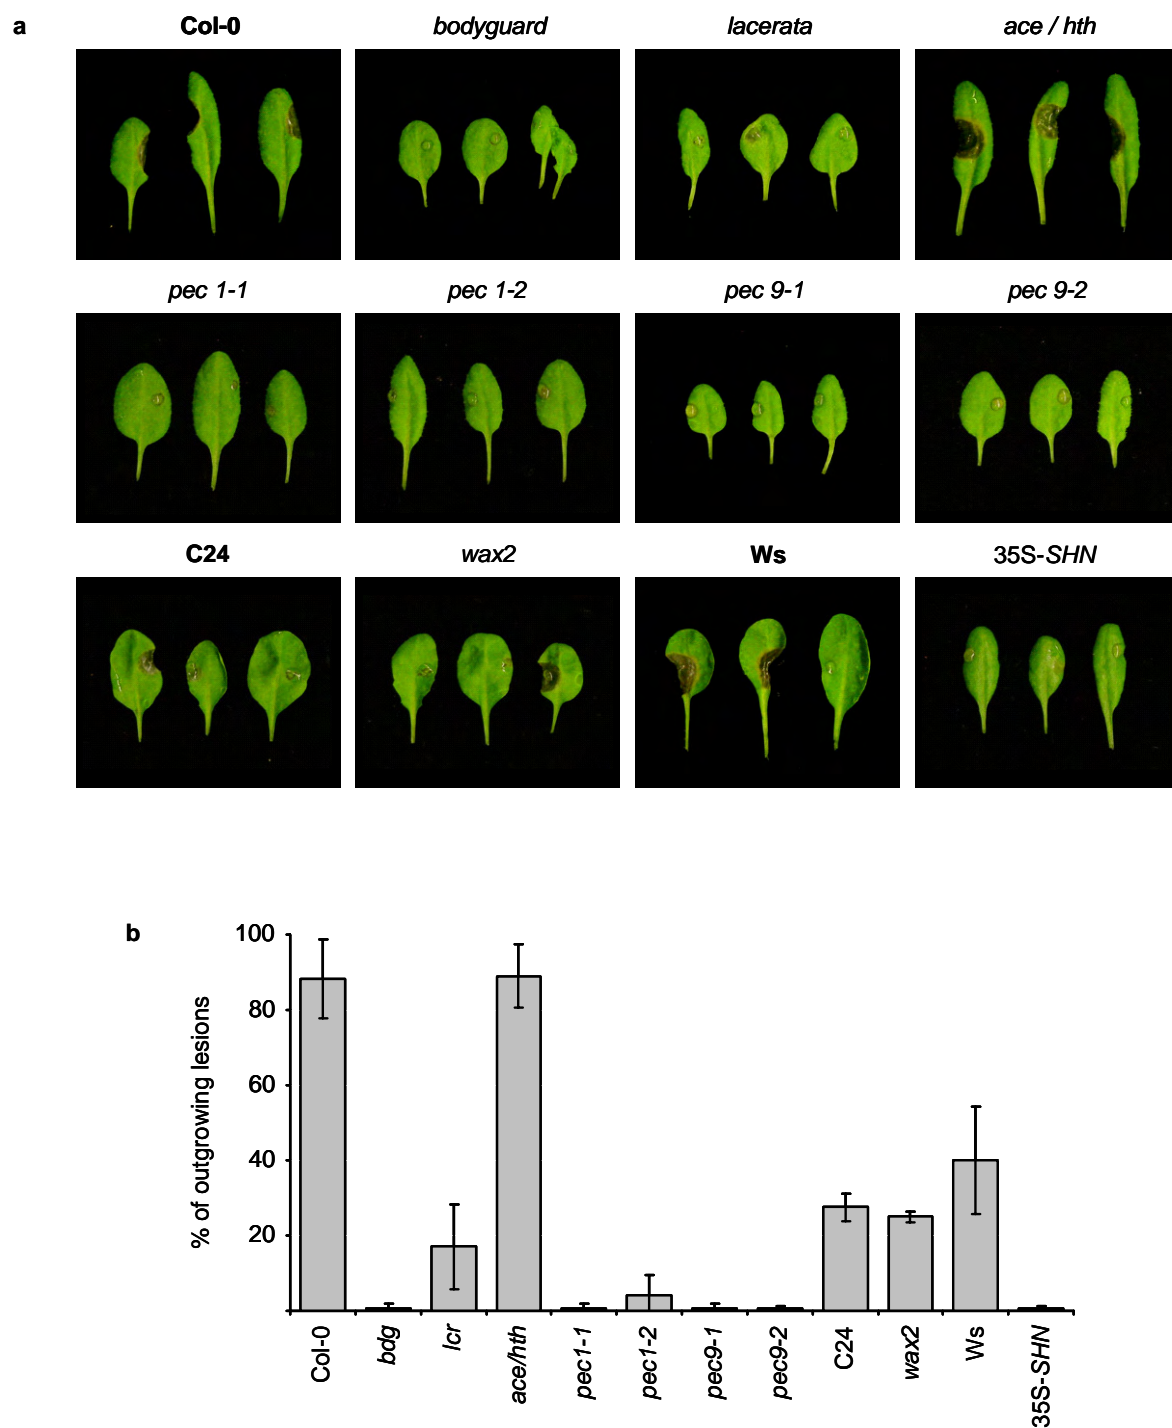 a
Col-0 bodyguard lacerata ace / hth
pec 1-1 pec 1-2 pec 9-1 pec 9-2
C24 wax2 Ws 35S-SHN
b
% of outgrowing lesions
100
80
60
40
20
Col-0 bdg lcr ace/hth pec1-1 pec1-2 pec9-1 pec9-2 C24 wax2 Ws 35S-SHN